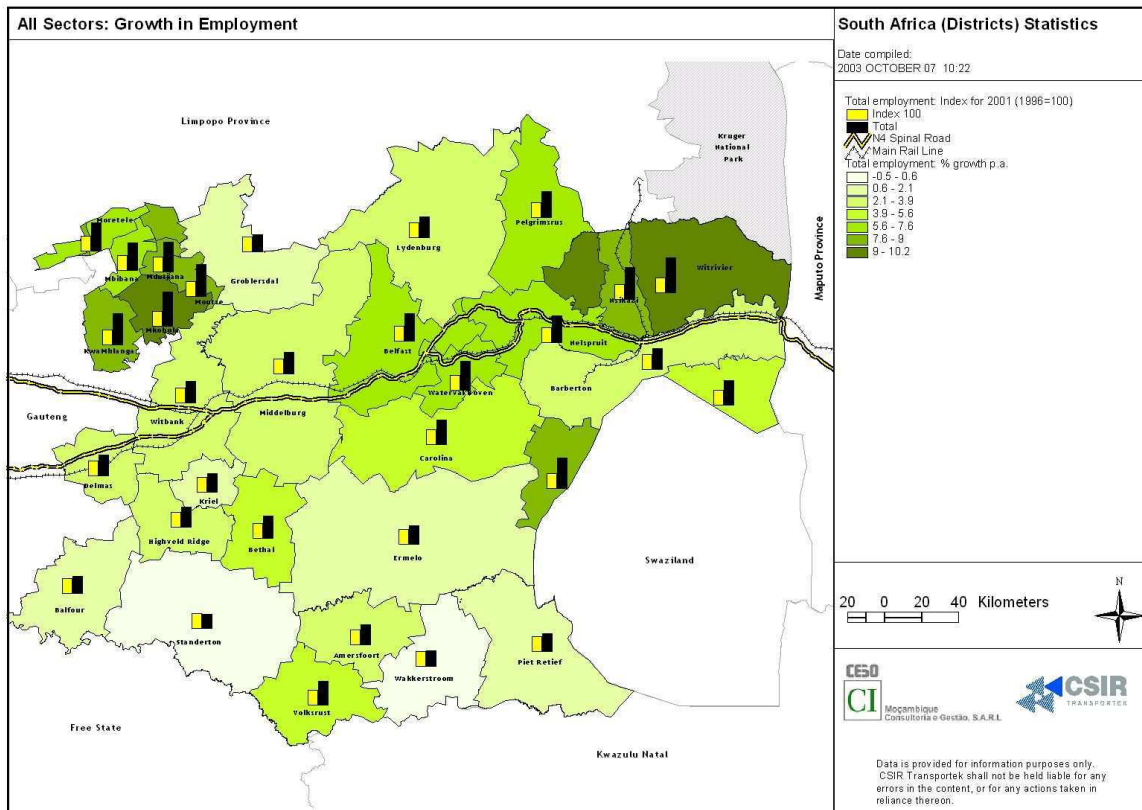 All Sectors: Growth in Employment
South Africa (Districts) Statistics
Date compiled:
2003 OCTOBER 07 10:22
Total employment: Index for 2001 (1996=100)
Index 100
Total
N4 Spinal Road
Main Rail Line
Total employment: % growth p.a.
-0.5 - 0.6
0.6 - 2.1
2.1 - 3.9
3.9 - 5.6
5.6 - 7.6
7.6 - 9
9 - 10.2
Limpopo Province
Kruger
National
Park
Maputo Province
Moretele
Pelgrimsrus
Lydenburg
Mbibana
Mdutjana
Witrivier
Groblersdal
Moutse
Nsikazi
Mkobola
KwaMhlanga
Belfast
Nelspruit
Barberton
Gauteng
Witbank
Middelburg
Carolina
Delmas
Kriel
Highveld Ridge
Bethal
Ermelo
Swaziland
Balfour
Standerton
Amersfoort
Piet Retief
Wakkerstroom
Volksrust
Free State
Kwazulu Natal
20 0 20 40 Kilometers
N
CESO
CI
Moçambique
Consultoria e Gestão, S.A.R.L
CSIR
TRANSPORTEK
Data is provided for information purposes only.
CSIR Transportek shall not be held liable for any
errors in the content, or for any actions taken in
reliance thereon.